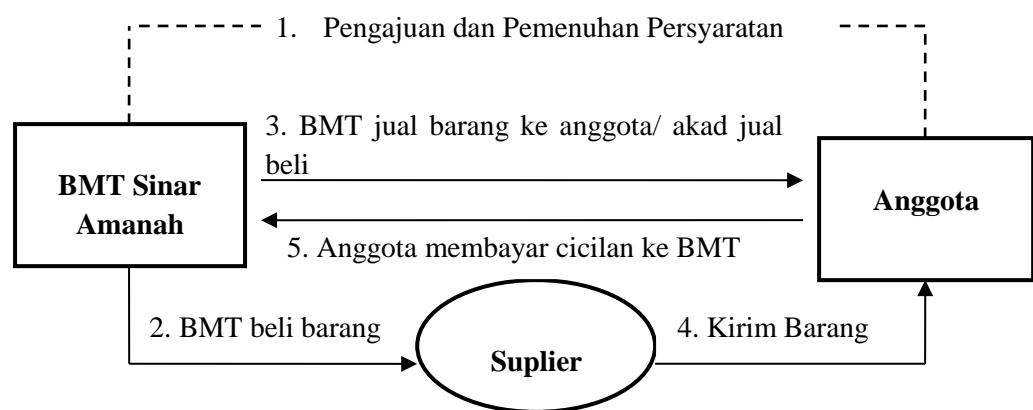 1. Pengajuan dan Pemenuhan Persyaratan
3. BMT jual barang ke anggota/ akad jual
beli
BMT Sinar
Amanah
Anggota
5. Anggota membayar cicilan ke BMT
2. BMT beli barang
4. Kirim Barang
Suplier